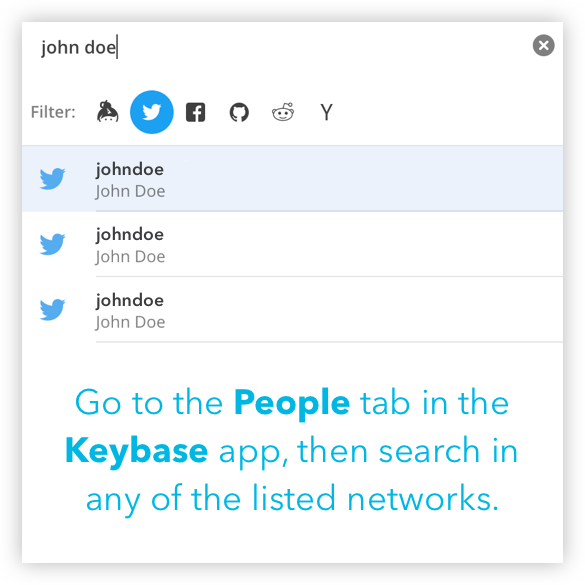 john doe
Filter: Y
johndoe
John Doe
johndoe
John Doe
johndoe
John Doe
Go to the People tab in the
Keybase app, then search in
any of the listed networks.